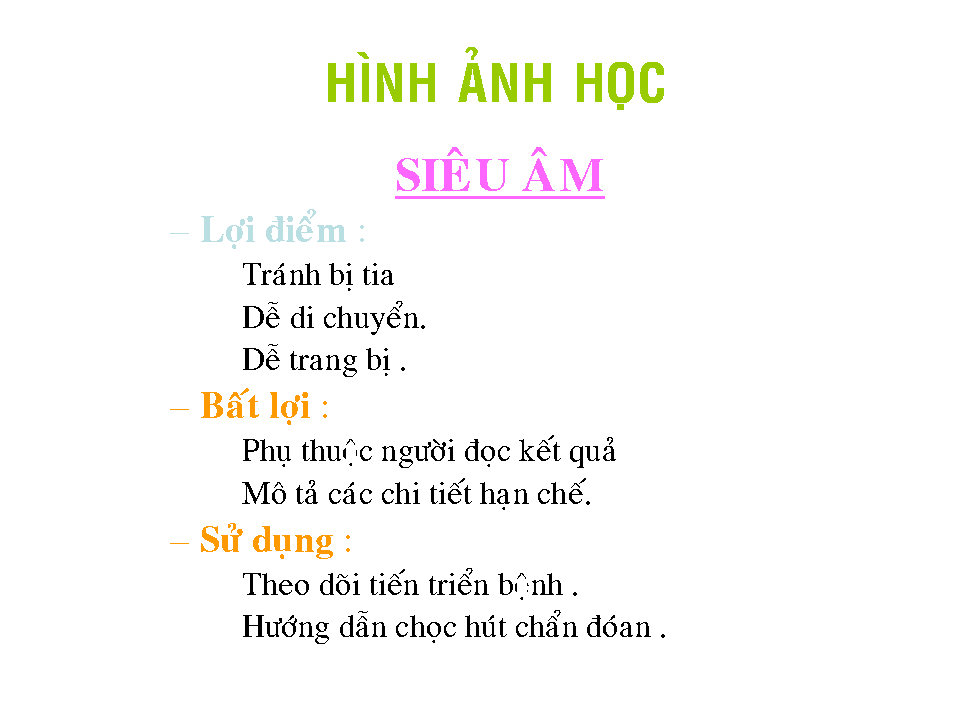 HÌNH ẢNH HỌC
SIÊU ÂM
– Lợi điểm :
Tránh bị tia
Dễ di chuyển.
Dễ trang bị .
– Bất lợi :
Phụ thuộc người đọc kết quả
Mô tả các chi tiết hạn chế.
– Sử dụng :
Theo dõi tiến triển bệnh .
Hướng dẫn chọc hút chẩn đóan .